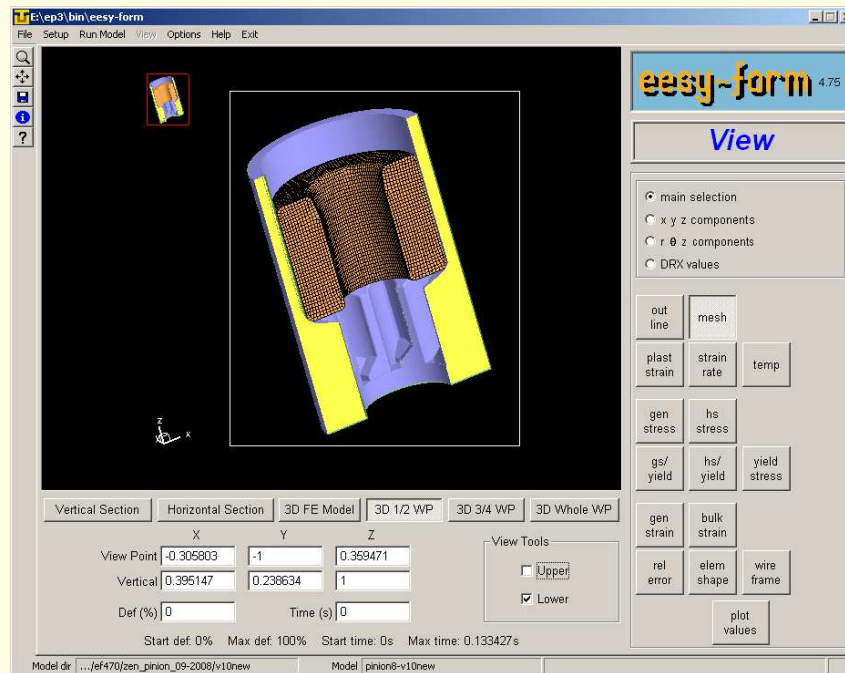 E:\ep3\bin\eesy-form
File Setup Run Model View Options Help Exit
eesy-form 4.75
View
main selection
x y z components
r θ z components
DRX values
out line
mesh
plast strain
strain rate
temp
gen stress
hs stress
gs/ yield
hs/ yield
yield stress
gen strain
bulk strain
rel error
elem shape
wire frame
plot values
z
x
Vertical Section Horizontal Section 3D FE Model 3D 1/2 WP 3D 3/4 WP 3D Whole WP
X Y Z
View Point -0.305803 -1 0.359471
Vertical 0.395147 0.238634 1
Def (%) 0 Time (s) 0
View Tools
Upper
Lower
Start def: 0% Max def: 100% Start time: 0s Max time: 0.133427s
Model dir .../ef470/zen_pinion_09-2008/v10new Model pinion8-v10new